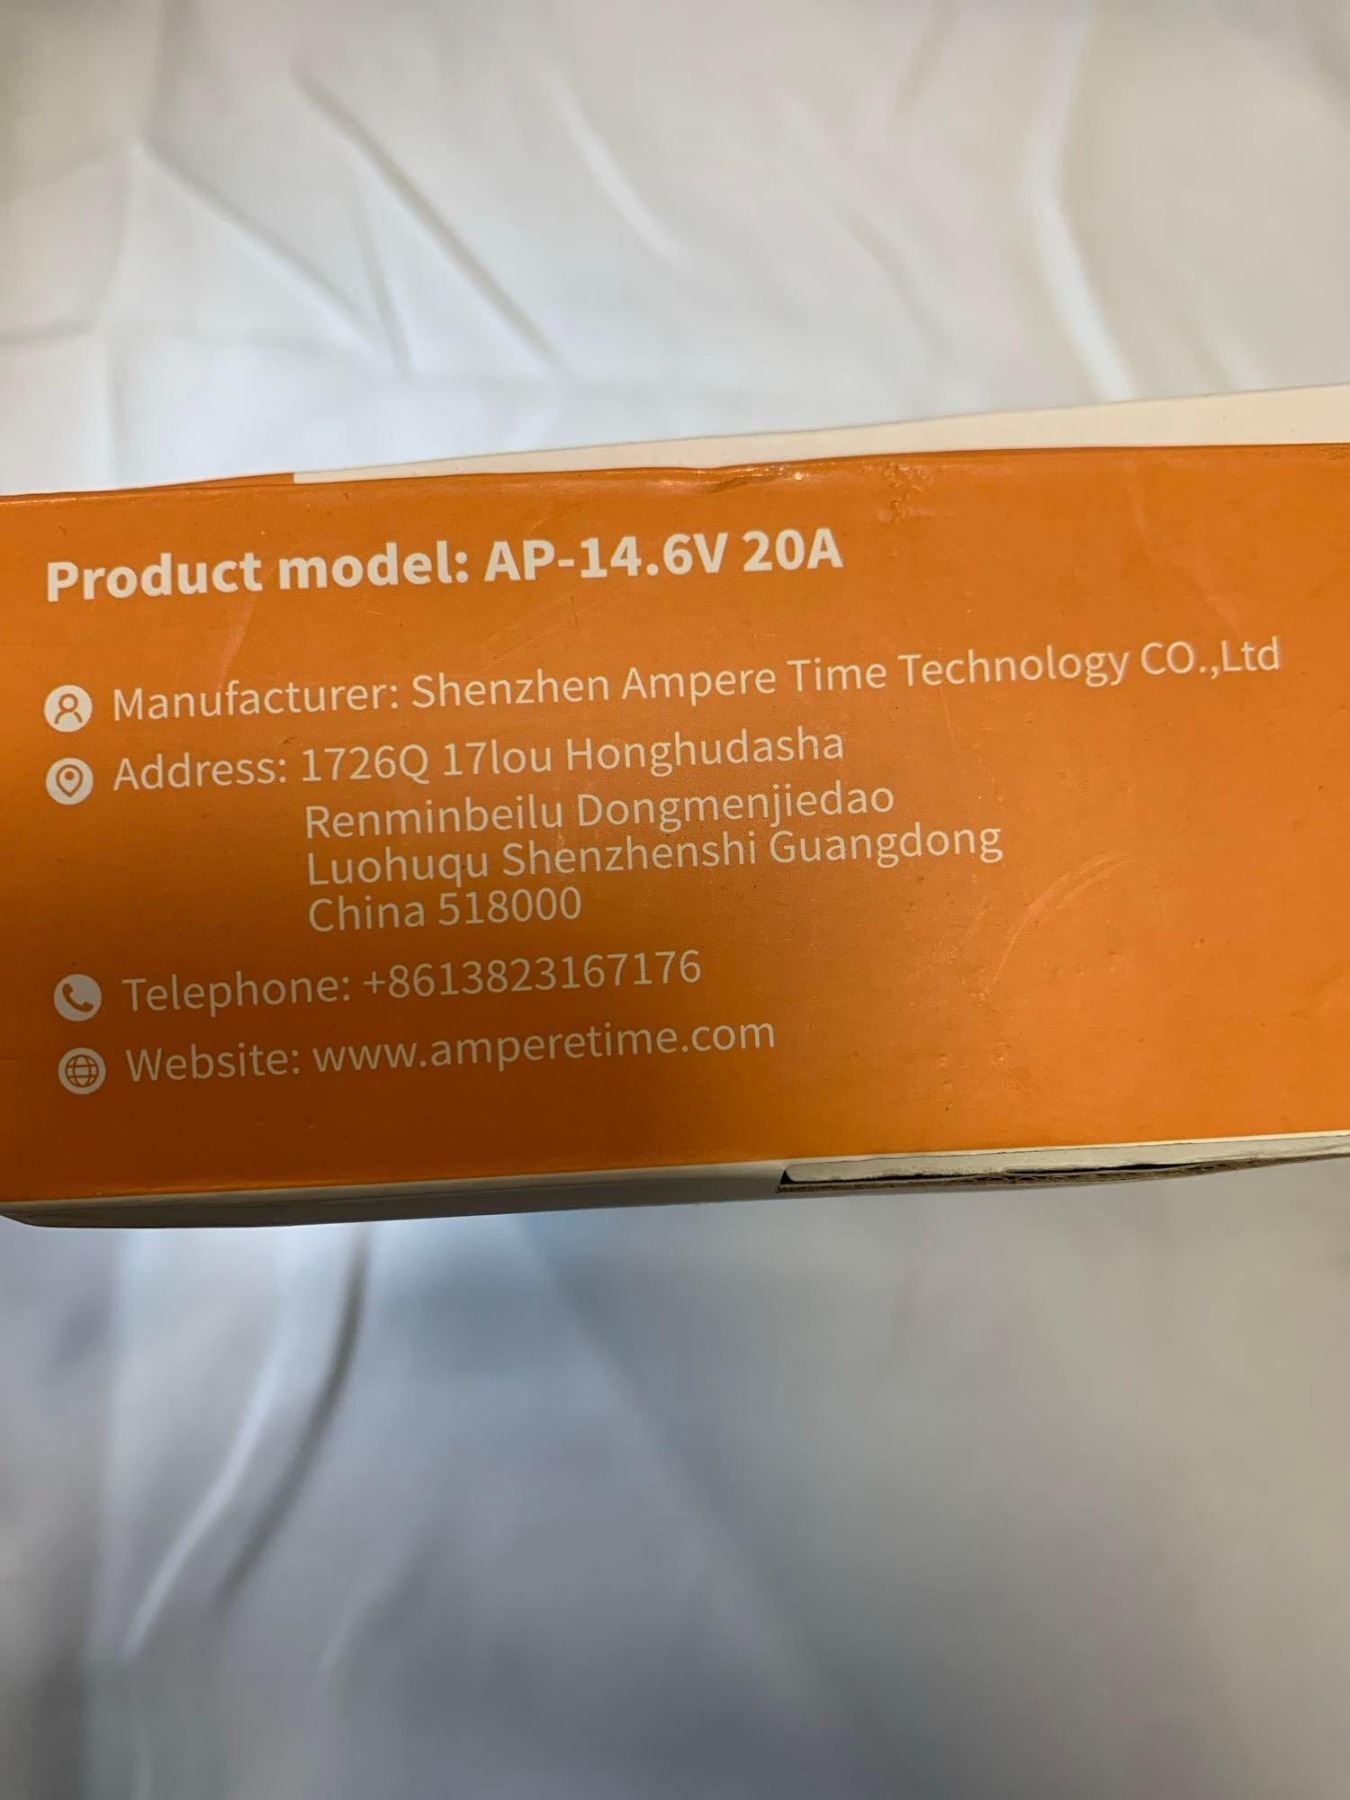 Product model: AP-14.6V 20A
Manufacturer: Shenzhen Ampere Time Technology CO.,Ltd
Address: 1726Q 17lou Honghudasha
Renminbeilu Dongmenjiedao
Luohuqu Shenzhenshi Guangdong
China 518000
Telephone: +8613823167176
Website: www.amperetime.com